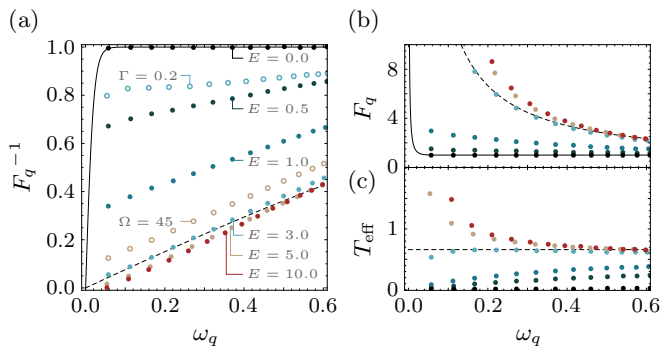 (a)
1.0
0.8
0.6
0.4
0.2
0.0
F_q^{-1}
E = 0.0
Γ = 0.2
E = 0.5
E = 1.0
Ω = 45
E = 3.0
E = 5.0
E = 10.0
0.0 0.2 0.4 0.6
ω_q
(b)
8
4
0
F_q
(c)
1
0
T_eff
0.0 0.2 0.4 0.6
ω_q